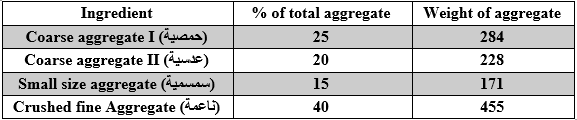 Ingredient % of total aggregate Weight of aggregate
Coarse aggregate I (حمصية) 25 284
Coarse aggregate II (عدسية) 20 228
Small size aggregate (سمسمية) 15 171
Crushed fine Aggregate (ناعمة) 40 455